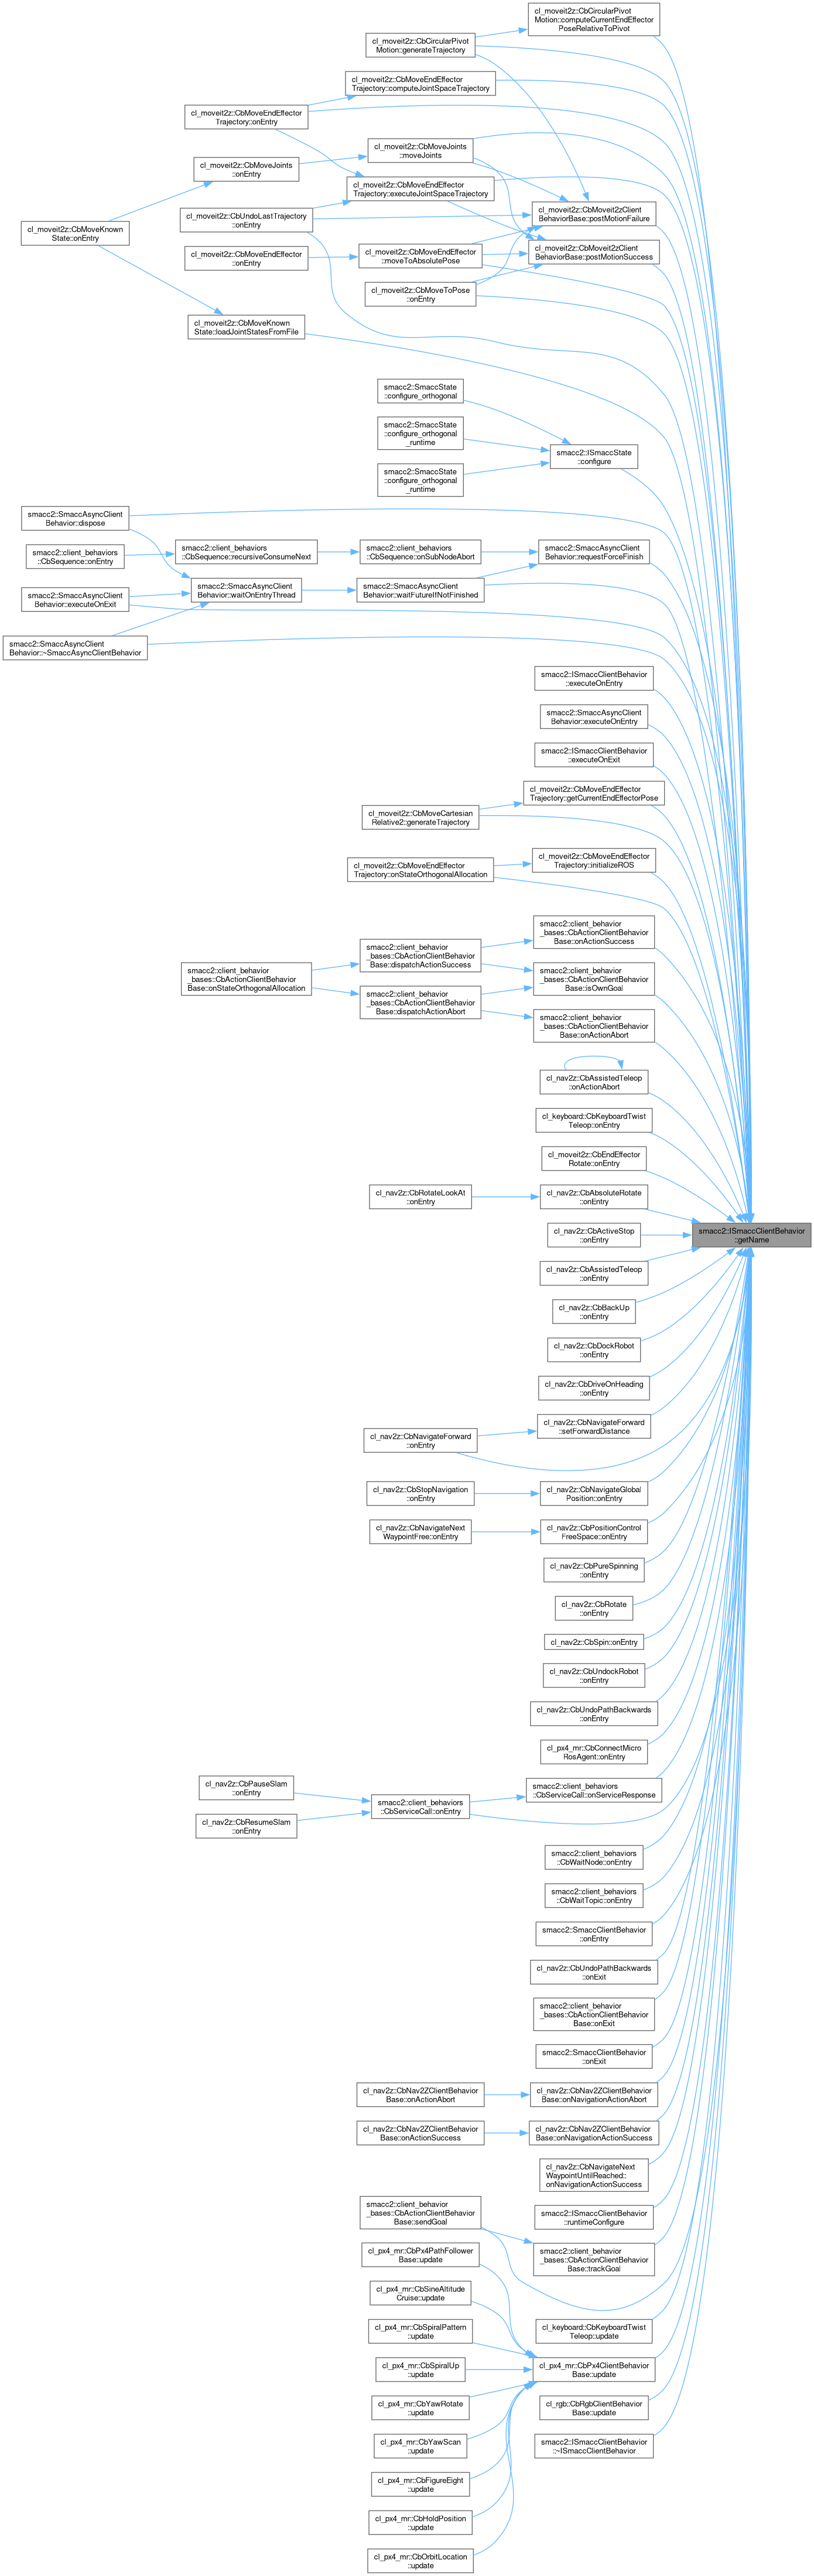 cl_moveit2z::CbCircularPivot
Motion::computeCurrentEndEffector
PoseRelativeToPivot
cl_moveit2z::CbCircularPivot
Motion::generateTrajectory
cl_moveit2z::CbMoveEndEffector
Trajectory::computeJointSpaceTrajectory
cl_moveit2z::CbMoveEndEffector
Trajectory::onEntry
cl_moveit2z::CbMoveJoints
::moveJoints
cl_moveit2z::CbMoveJoints
::onEntry
cl_moveit2z::CbMoveEndEffector
Trajectory::executeJointSpaceTrajectory
cl_moveit2z::CbMoveit2zClient
BehaviorBase::postMotionFailure
cl_moveit2z::CbUndoLastTrajectory
::onEntry
cl_moveit2z::CbMoveKnown
State::onEntry
cl_moveit2z::CbMoveit2zClient
BehaviorBase::postMotionSuccess
cl_moveit2z::CbMoveEndEffector
::moveToAbsolutePose
cl_moveit2z::CbMoveEndEffector
::onEntry
cl_moveit2z::CbMoveToPose
::onEntry
cl_moveit2z::CbMoveKnown
State::loadJointStatesFromFile
smacc2::SmaccState
::configure_orthogonal
smacc2::SmaccState
::configure_orthogonal
_runtime
smacc2::ISmaccState
::configure
smacc2::SmaccState
::configure_orthogonal
_runtime
smacc2::SmaccAsyncClient
Behavior::dispose
smacc2::client_behaviors
::CbSequence::onEntry
smacc2::client_behaviors
::CbSequence::recursiveConsumeNext
smacc2::client_behaviors
::CbSequence::onSubNodeAbort
smacc2::SmaccAsyncClient
Behavior::requestForceFinish
smacc2::SmaccAsyncClient
Behavior::executeOnExit
smacc2::SmaccAsyncClient
Behavior::waitOnEntryThread
smacc2::SmaccAsyncClient
Behavior::waitFutureIfNotFinished
smacc2::SmaccAsyncClient
Behavior::~SmaccAsyncClientBehavior
smacc2::ISmaccClientBehavior
::executeOnEntry
smacc2::SmaccAsyncClient
Behavior::executeOnEntry
smacc2::ISmaccClientBehavior
::executeOnExit
cl_moveit2z::CbMoveEndEffector
Trajectory::getCurrentEndEffectorPose
cl_moveit2z::CbMoveCartesian
Relative2::generateTrajectory
cl_moveit2z::CbMoveEndEffector
Trajectory::initializeROS
cl_moveit2z::CbMoveEndEffector
Trajectory::onStateOrthogonalAllocation
smacc2::client_behavior
_bases::CbActionClientBehavior
Base::onActionSuccess
smacc2::client_behavior
_bases::CbActionClientBehavior
Base::dispatchActionSuccess
smacc2::client_behavior
_bases::CbActionClientBehavior
Base::onStateOrthogonalAllocation
smacc2::client_behavior
_bases::CbActionClientBehavior
Base::isOwnGoal
smacc2::client_behavior
_bases::CbActionClientBehavior
Base::dispatchActionAbort
smacc2::client_behavior
_bases::CbActionClientBehavior
Base::onActionAbort
cl_nav2z::CbAssistedTeleop
::onActionAbort
cl_keyboard::CbKeyboardTwist
Teleop::onEntry
cl_moveit2z::CbEndEffector
Rotate::onEntry
cl_nav2z::CbRotateLookAt
::onEntry
cl_nav2z::CbAbsoluteRotate
::onEntry
smacc2::ISmaccClientBehavior
::getName
cl_nav2z::CbActiveStop
::onEntry
cl_nav2z::CbAssistedTeleop
::onEntry
cl_nav2z::CbBackUp
::onEntry
cl_nav2z::CbDockRobot
::onEntry
cl_nav2z::CbDriveOnHeading
::onEntry
cl_nav2z::CbNavigateForward
::setForwardDistance
cl_nav2z::CbNavigateForward
::onEntry
cl_nav2z::CbStopNavigation
::onEntry
cl_nav2z::CbNavigateGlobal
Position::onEntry
cl_nav2z::CbNavigateNext
WaypointFree::onEntry
cl_nav2z::CbPositionControl
FreeSpace::onEntry
cl_nav2z::CbPureSpinning
::onEntry
cl_nav2z::CbRotate
::onEntry
cl_nav2z::CbSpin::onEntry
cl_nav2z::CbUndockRobot
::onEntry
cl_nav2z::CbUndoPathBackwards
::onEntry
cl_px4_mr::CbConnectMicro
RosAgent::onEntry
cl_nav2z::CbPauseSlam
::onEntry
smacc2::client_behaviors
::CbServiceCall::onServiceResponse
smacc2::client_behaviors
::CbServiceCall::onEntry
cl_nav2z::CbResumeSlam
::onEntry
smacc2::client_behaviors
::CbWaitNode::onEntry
smacc2::client_behaviors
::CbWaitTopic::onEntry
smacc2::SmaccClientBehavior
::onEntry
cl_nav2z::CbUndoPathBackwards
::onExit
smacc2::client_behavior
_bases::CbActionClientBehavior
Base::onExit
smacc2::SmaccClientBehavior
::onExit
cl_nav2z::CbNav2ZClientBehavior
Base::onActionAbort
cl_nav2z::CbNav2ZClientBehavior
Base::onNavigationActionAbort
cl_nav2z::CbNav2ZClientBehavior
Base::onActionSuccess
cl_nav2z::CbNav2ZClientBehavior
Base::onNavigationActionSuccess
cl_nav2z::CbNavigateNext
WaypointUntilReached::
onNavigationActionSuccess
smacc2::client_behavior
_bases::CbActionClientBehavior
Base::sendGoal
smacc2::ISmaccClientBehavior
::runtimeConfigure
cl_px4_mr::CbPx4PathFollower
Base::update
smacc2::client_behavior
_bases::CbActionClientBehavior
Base::trackGoal
cl_px4_mr::CbSineAltitude
Cruise::update
cl_px4_mr::CbSpiralPattern
::update
cl_keyboard::CbKeyboardTwist
Teleop::update
cl_px4_mr::CbSpiralUp
::update
cl_px4_mr::CbPx4ClientBehavior
Base::update
cl_px4_mr::CbYawRotate
::update
cl_rgb::CbRgbClientBehavior
Base::update
cl_px4_mr::CbYawScan
::update
smacc2::ISmaccClientBehavior
::~ISmaccClientBehavior
cl_px4_mr::CbFigureEight
::update
cl_px4_mr::CbHoldPosition
::update
cl_px4_mr::CbOrbitLocation
::update